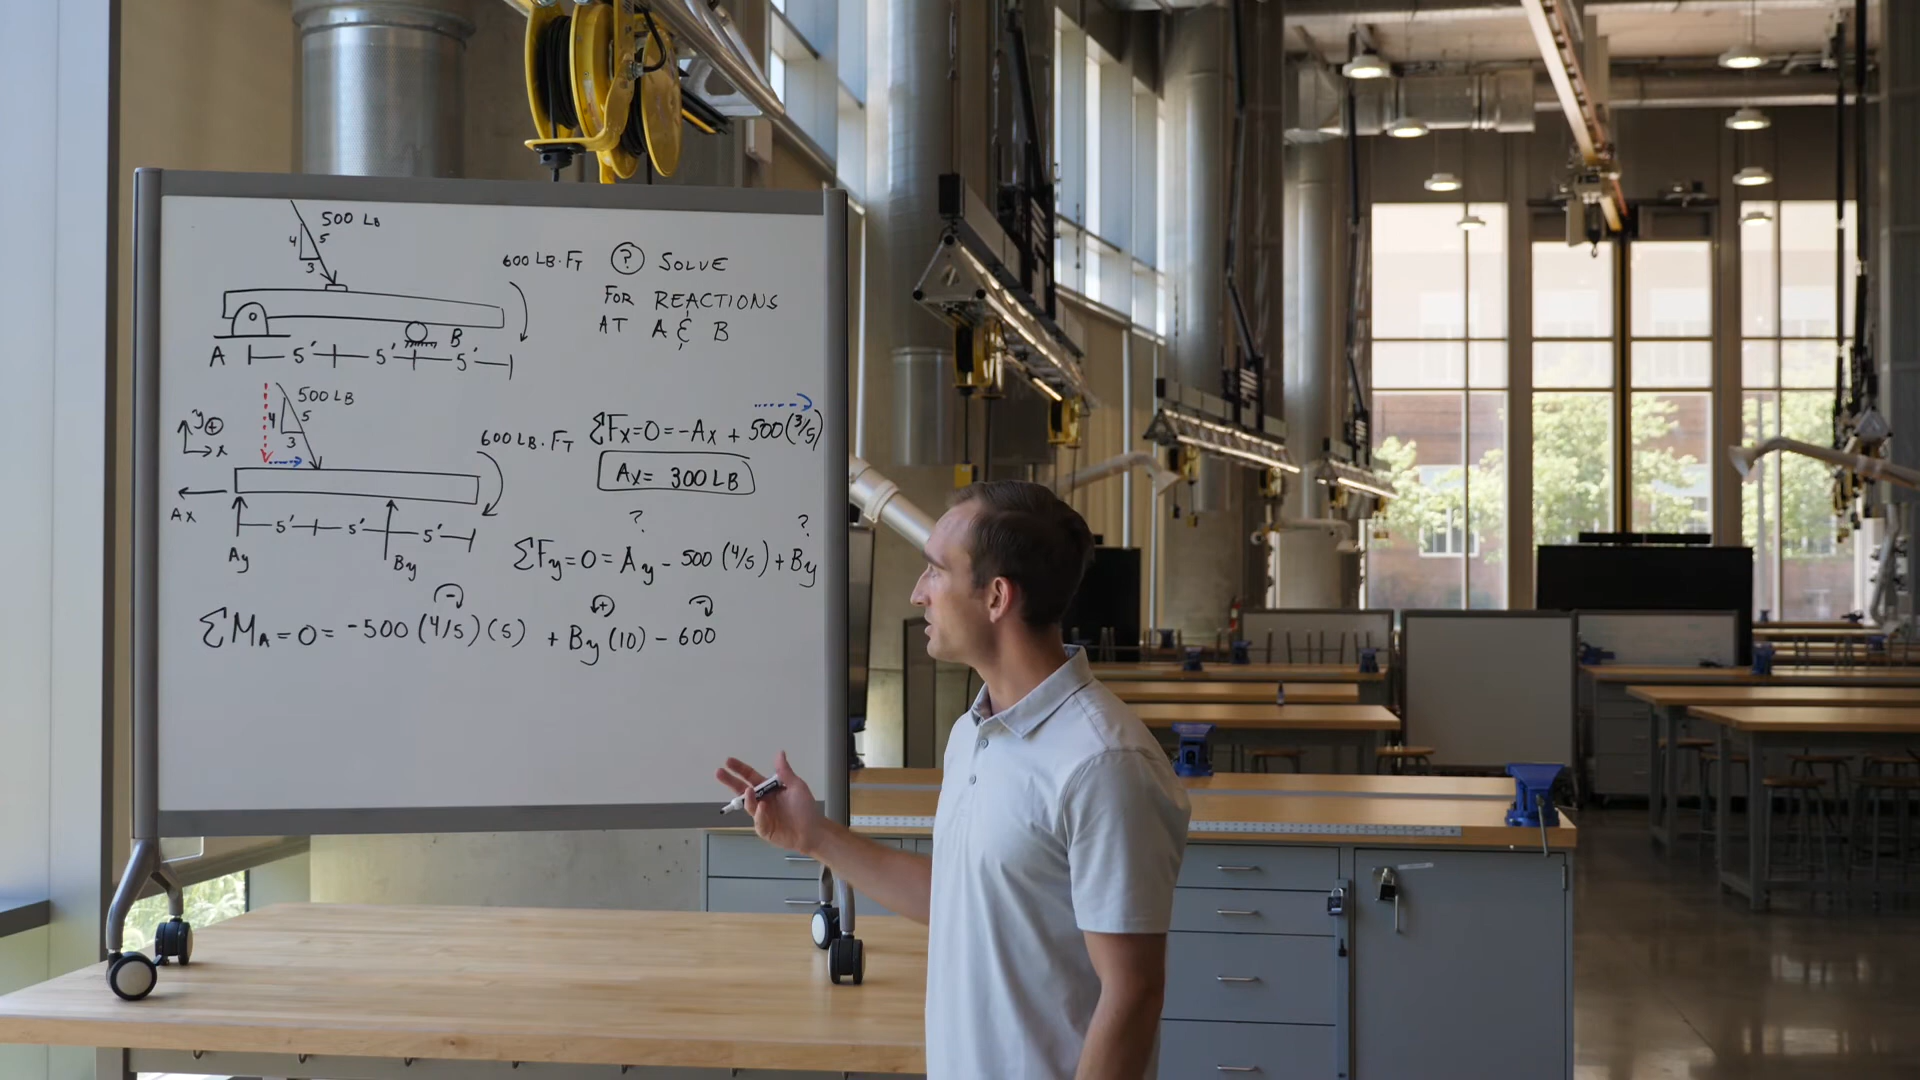 500 LB
4 5
3
600 LB·FT
? SOLVE
FOR REACTIONS
AT A & B
A 5' 5' B 5'
500 LB
4 5
3
y +
x
600 LB·FT
Ax
5' 5' 5'
Ay By
ΣFx=0=-Ax + 500(3/5)
Ax= 300 LB
? ?
ΣFy=0= Ay - 500 (4/5) + By
- + -
ΣMA=0= -500 (4/5)(5) + By (10) - 600